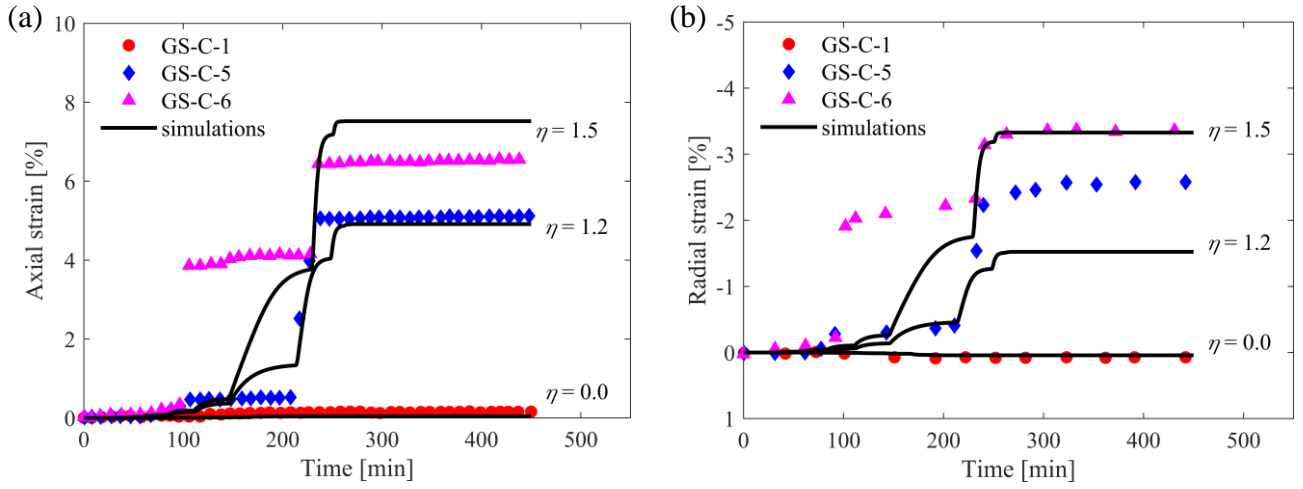 (a)
10
8
6
4
2
0
Axial strain [%]
GS-C-1
GS-C-5
GS-C-6
simulations
η = 1.5
η = 1.2
η = 0.0
0 100 200 300 400 500
Time [min]
(b)
-5
-4
-3
-2
-1
0
1
Radial strain [%]
GS-C-1
GS-C-5
GS-C-6
simulations
η = 1.5
η = 1.2
η = 0.0
0 100 200 300 400 500
Time [min]